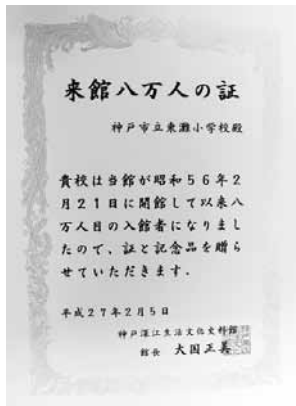 来館八万人の証
神戸市立東灘小学校殿
貴校は当館が昭和56年2
月21日に開館して以来八
万人目の入館者になりまし
たので、証と記念品を贈ら
せていただきます.
平成27年2月5日
神戸深江生活文化史料館
館長 大国正美